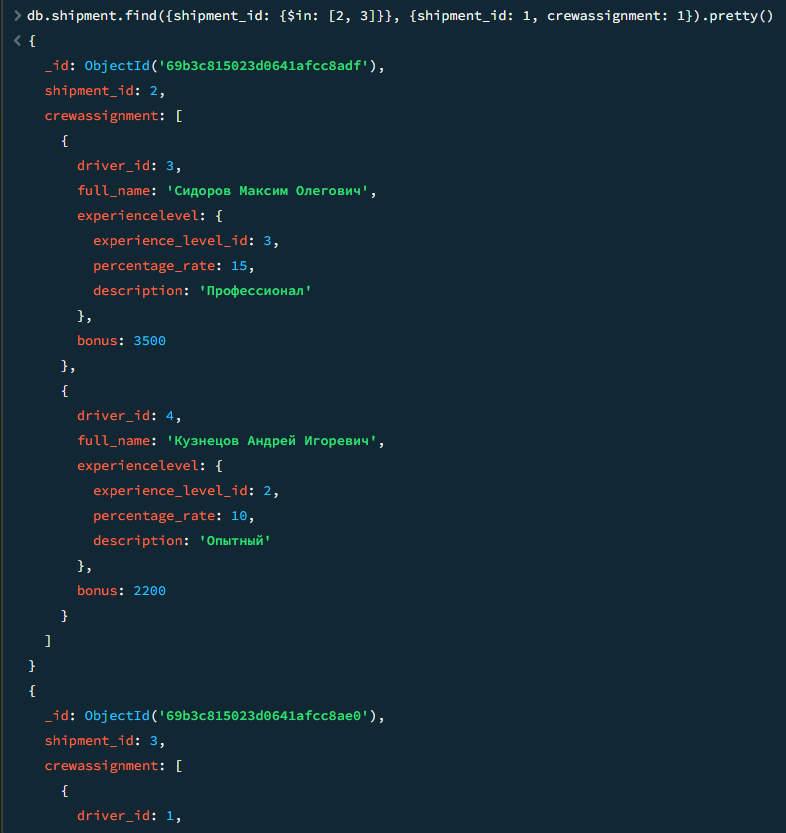 > db.shipment.find({shipment_id: {$in: [2, 3]}}, {shipment_id: 1, crewassignment: 1}).pretty()
< {
_id: ObjectId('69b3c815023d0641afcc8adf'),
shipment_id: 2,
crewassignment: [
{
driver_id: 3,
full_name: 'Сидоров Максим Олегович',
experiencelevel: {
experience_level_id: 3,
percentage_rate: 15,
description: 'Профессионал'
},
bonus: 3500
},
{
driver_id: 4,
full_name: 'Кузнецов Андрей Игоревич',
experiencelevel: {
experience_level_id: 2,
percentage_rate: 10,
description: 'Опытный'
},
bonus: 2200
}
]
}
{
_id: ObjectId('69b3c815023d0641afcc8ae0'),
shipment_id: 3,
crewassignment: [
{
driver_id: 1,